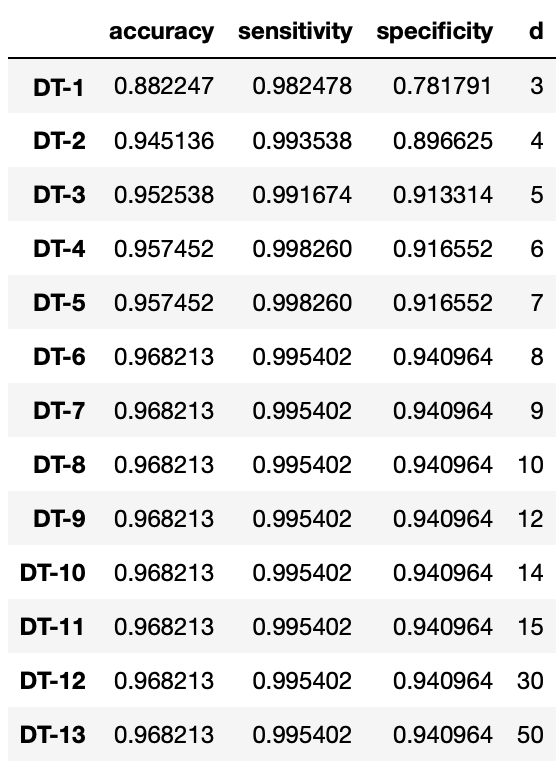 accuracy sensitivity specificity d
DT-1 0.882247 0.982478 0.781791 3
DT-2 0.945136 0.993538 0.896625 4
DT-3 0.952538 0.991674 0.913314 5
DT-4 0.957452 0.998260 0.916552 6
DT-5 0.957452 0.998260 0.916552 7
DT-6 0.968213 0.995402 0.940964 8
DT-7 0.968213 0.995402 0.940964 9
DT-8 0.968213 0.995402 0.940964 10
DT-9 0.968213 0.995402 0.940964 12
DT-10 0.968213 0.995402 0.940964 14
DT-11 0.968213 0.995402 0.940964 15
DT-12 0.968213 0.995402 0.940964 30
DT-13 0.968213 0.995402 0.940964 50